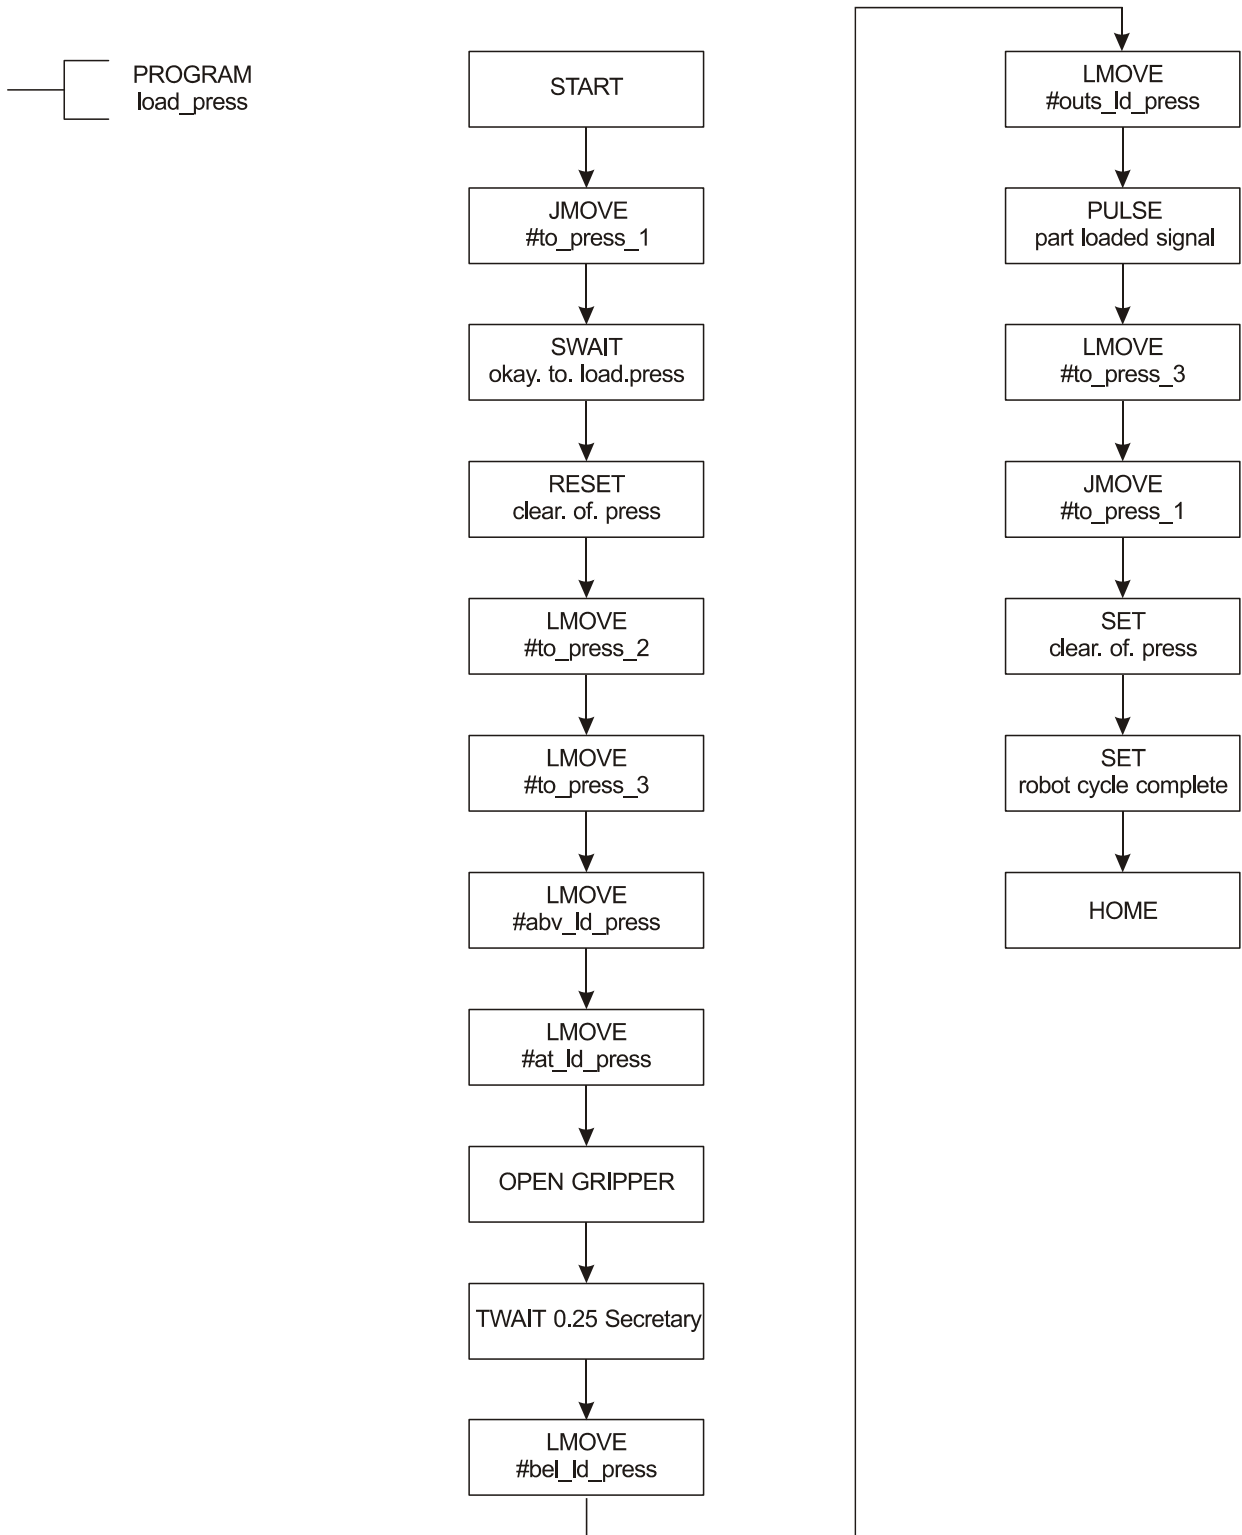 PROGRAM
load_press
START
JMOVE
#to_press_1
SWAIT
okay. to. load.press
RESET
clear. of. press
LMOVE
#to_press_2
LMOVE
#to_press_3
LMOVE
#abv_ld_press
LMOVE
#at_ld_press
OPEN GRIPPER
TWAIT 0.25 Secretary
LMOVE
#bel_ld_press
LMOVE
#outs_ld_press
PULSE
part loaded signal
LMOVE
#to_press_3
JMOVE
#to_press_1
SET
clear. of. press
SET
robot cycle complete
HOME